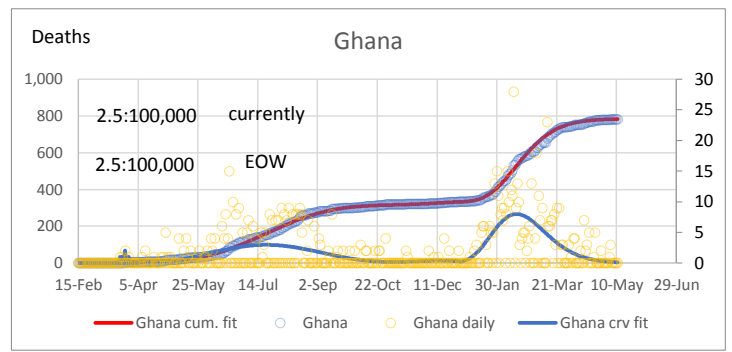 Deaths
Ghana
1,000
800
600
400
200
0
30
25
20
15
10
5
0
2.5:100,000 currently
2.5:100,000 EOW
15-Feb 5-Apr 25-May 14-Jul 2-Sep 22-Oct 11-Dec 30-Jan 21-Mar 10-May 29-Jun
Ghana cum. fit Ghana Ghana daily Ghana crv fit